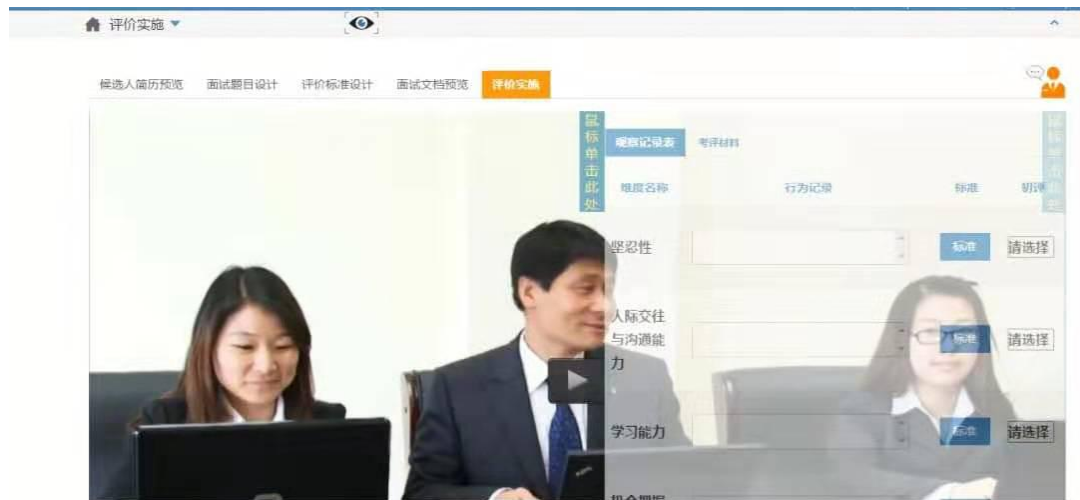 评价实施
候选人简历预览 面试题目设计 评价标准设计 面试文档预览 评价实施
鼠标单击此处
观察记录表 考评材料
维度名称 行为记录 标准 初评
坚忍性 标准 请选择
人际交往
与沟通能 标准 请选择
力
学习能力 标准 请选择